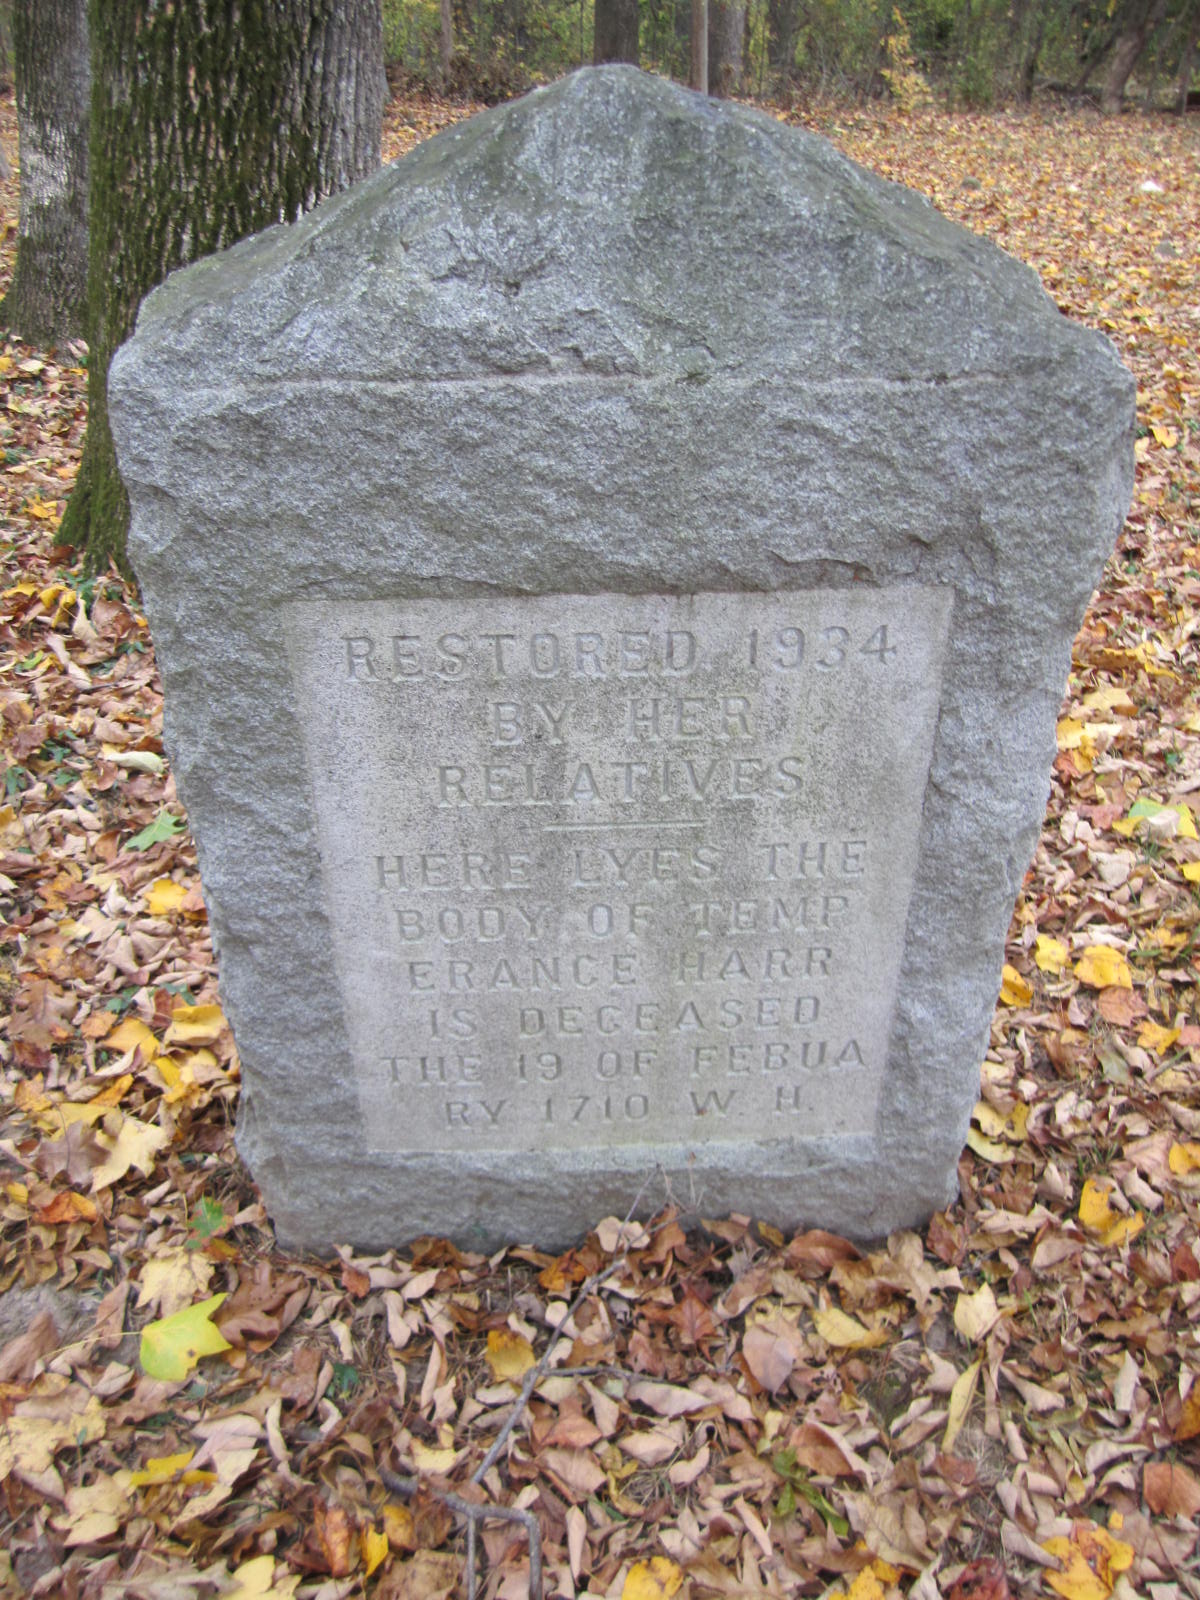 RESTORED 1934
BY HER
RELATIVES
HERE LYES THE
BODY OF TEMP
ERANCE HARR
IS DECEASED
THE 19 OF FEBUA
RY 1710 W. H.